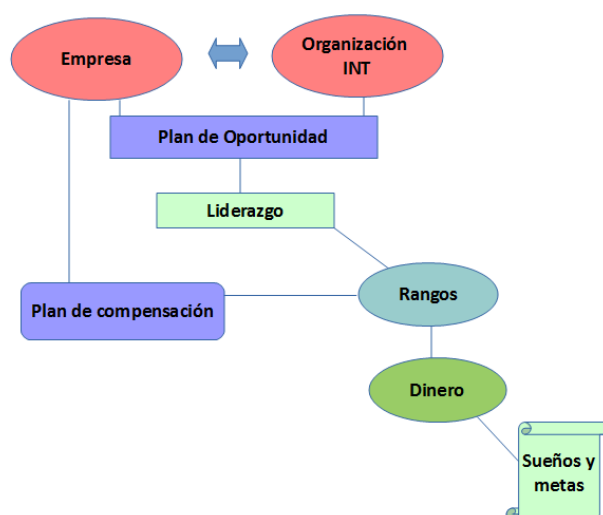 Empresa
Organización
INT
Plan de Oportunidad
Liderazgo
Plan de compensación
Rangos
Dinero
Sueños y
metas